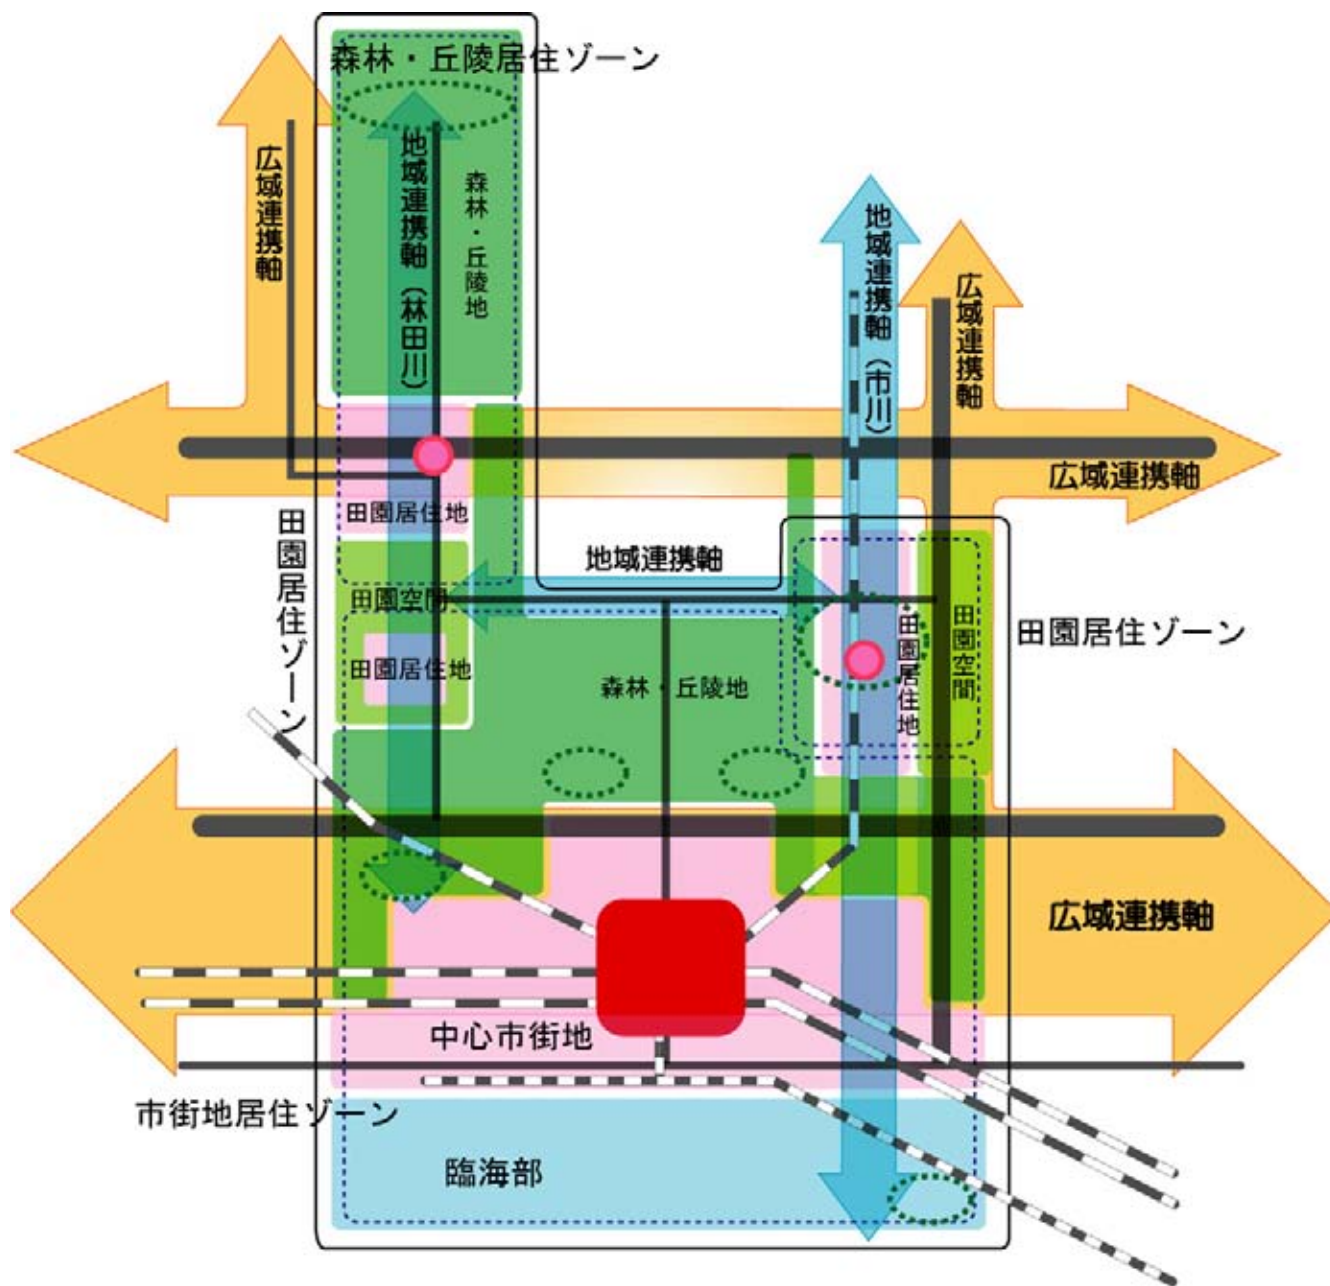 森林・丘陵居住ゾーン
広域連携軸
地域連携軸（林田川）
森林・丘陵地
地域連携軸（市川）
広域連携軸
広域連携軸
田園居住地
田園居住ゾーン
地域連携軸
田園空間
田園居住地
森林・丘陵地
田園居住地
田園空間
田園居住ゾーン
広域連携軸
中心市街地
市街地居住ゾーン
臨海部